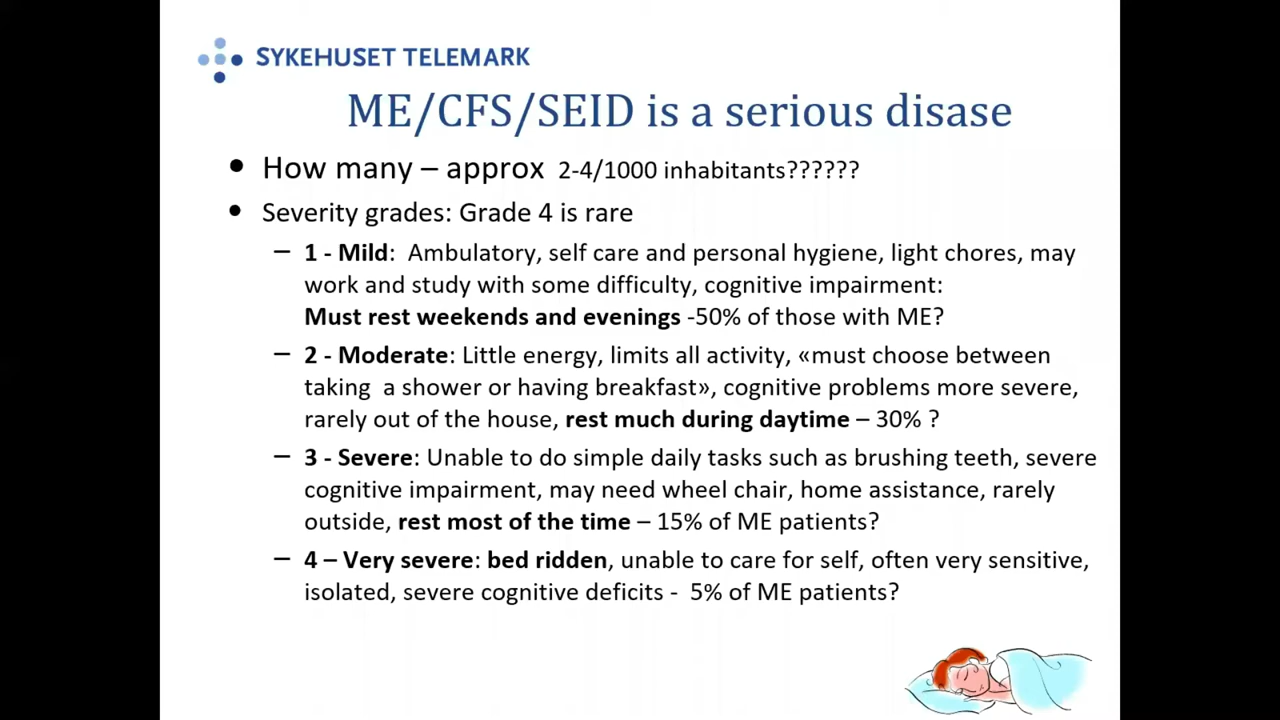 SYKEHUSET TELEMARK
ME/CFS/SEID is a serious disase
• How many – approx 2-4/1000 inhabitants??????
• Severity grades: Grade 4 is rare
– 1 - Mild: Ambulatory, self care and personal hygiene, light chores, may
work and study with some difficulty, cognitive impairment:
Must rest weekends and evenings -50% of those with ME?
– 2 - Moderate: Little energy, limits all activity, «must choose between
taking a shower or having breakfast», cognitive problems more severe,
rarely out of the house, rest much during daytime – 30% ?
– 3 - Severe: Unable to do simple daily tasks such as brushing teeth, severe
cognitive impairment, may need wheel chair, home assistance, rarely
outside, rest most of the time – 15% of ME patients?
– 4 – Very severe: bed ridden, unable to care for self, often very sensitive,
isolated, severe cognitive deficits - 5% of ME patients?